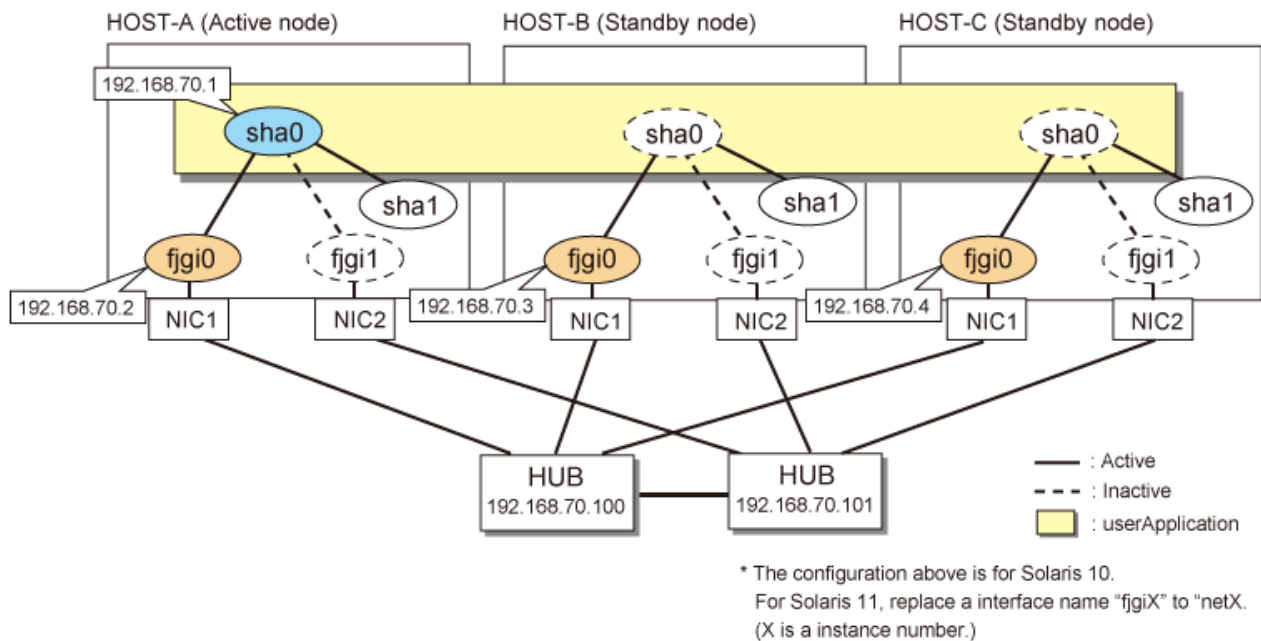 HOST-A (Active node)
HOST-B (Standby node)
HOST-C (Standby node)
192.168.70.1
sha0
sha0
sha0
sha1
sha1
sha1
fjgi0
fjgi1
fjgi0
fjgi1
fjgi0
fjgi1
192.168.70.2
192.168.70.3
192.168.70.4
NIC1
NIC2
NIC1
NIC2
NIC1
NIC2
HUB
192.168.70.100
HUB
192.168.70.101
: Active
: Inactive
: userApplication
* The configuration above is for Solaris 10.
For Solaris 11, replace a interface name “fjgiX” to “netX.
(X is a instance number.)